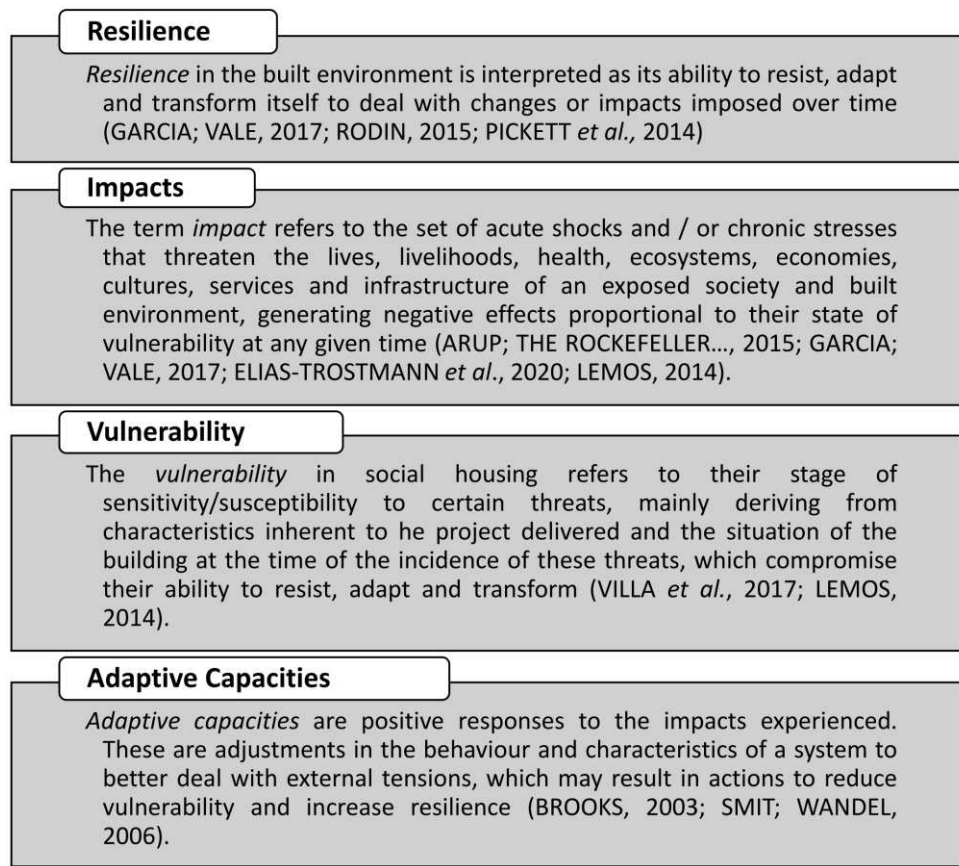 Resilience
Resilience in the built environment is interpreted as its ability to resist, adapt
and transform itself to deal with changes or impacts imposed over time
(GARCIA; VALE, 2017; RODIN, 2015; PICKETT et al., 2014)
Impacts
The term impact refers to the set of acute shocks and / or chronic stresses
that threaten the lives, livelihoods, health, ecosystems, economies,
cultures, services and infrastructure of an exposed society and built
environment, generating negative effects proportional to their state of
vulnerability at any given time (ARUP; THE ROCKEFELLER…, 2015; GARCIA;
VALE, 2017; ELIAS-TROSTMANN et al., 2020; LEMOS, 2014).
Vulnerability
The vulnerability in social housing refers to their stage of
sensitivity/susceptibility to certain threats, mainly deriving from
characteristics inherent to he project delivered and the situation of the
building at the time of the incidence of these threats, which compromise
their ability to resist, adapt and transform (VILLA et al., 2017; LEMOS,
2014).
Adaptive Capacities
Adaptive capacities are positive responses to the impacts experienced.
These are adjustments in the behaviour and characteristics of a system to
better deal with external tensions, which may result in actions to reduce
vulnerability and increase resilience (BROOKS, 2003; SMIT; WANDEL,
2006).